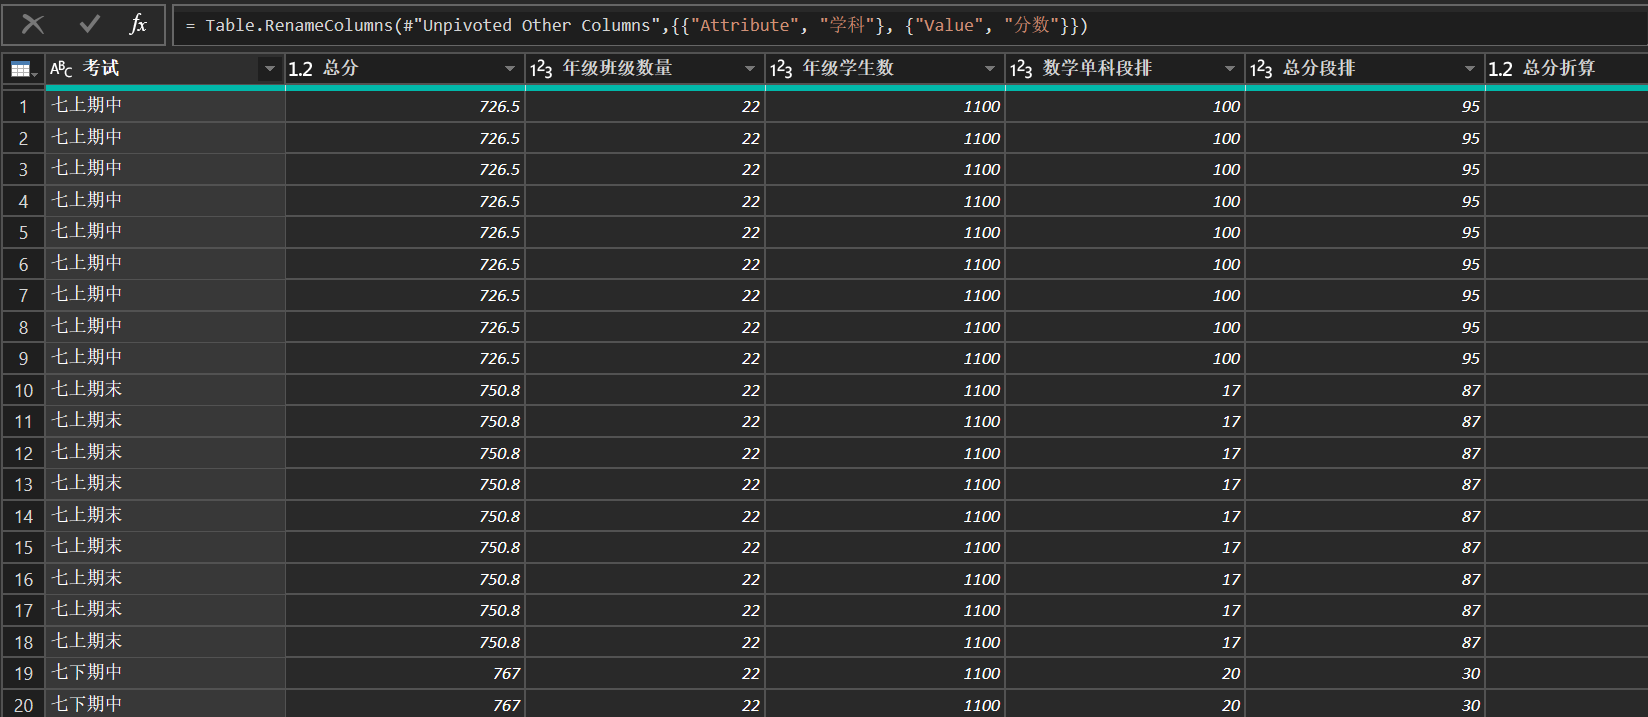 fx = Table.RenameColumns(#"Unpivoted Other Columns",{{"Attribute", "学科"}, {"Value", "分数"}})
ABC 考试 1.2 总分 123 年级班级数量 123 年级学生数 123 数学单科段排 123 总分段排 1.2 总分折算
1 七上期中 726.5 22 1100 100 95
2 七上期中 726.5 22 1100 100 95
3 七上期中 726.5 22 1100 100 95
4 七上期中 726.5 22 1100 100 95
5 七上期中 726.5 22 1100 100 95
6 七上期中 726.5 22 1100 100 95
7 七上期中 726.5 22 1100 100 95
8 七上期中 726.5 22 1100 100 95
9 七上期中 726.5 22 1100 100 95
10 七上期末 750.8 22 1100 17 87
11 七上期末 750.8 22 1100 17 87
12 七上期末 750.8 22 1100 17 87
13 七上期末 750.8 22 1100 17 87
14 七上期末 750.8 22 1100 17 87
15 七上期末 750.8 22 1100 17 87
16 七上期末 750.8 22 1100 17 87
17 七上期末 750.8 22 1100 17 87
18 七上期末 750.8 22 1100 17 87
19 七下期中 767 22 1100 20 30
20 七下期中 767 22 1100 20 30